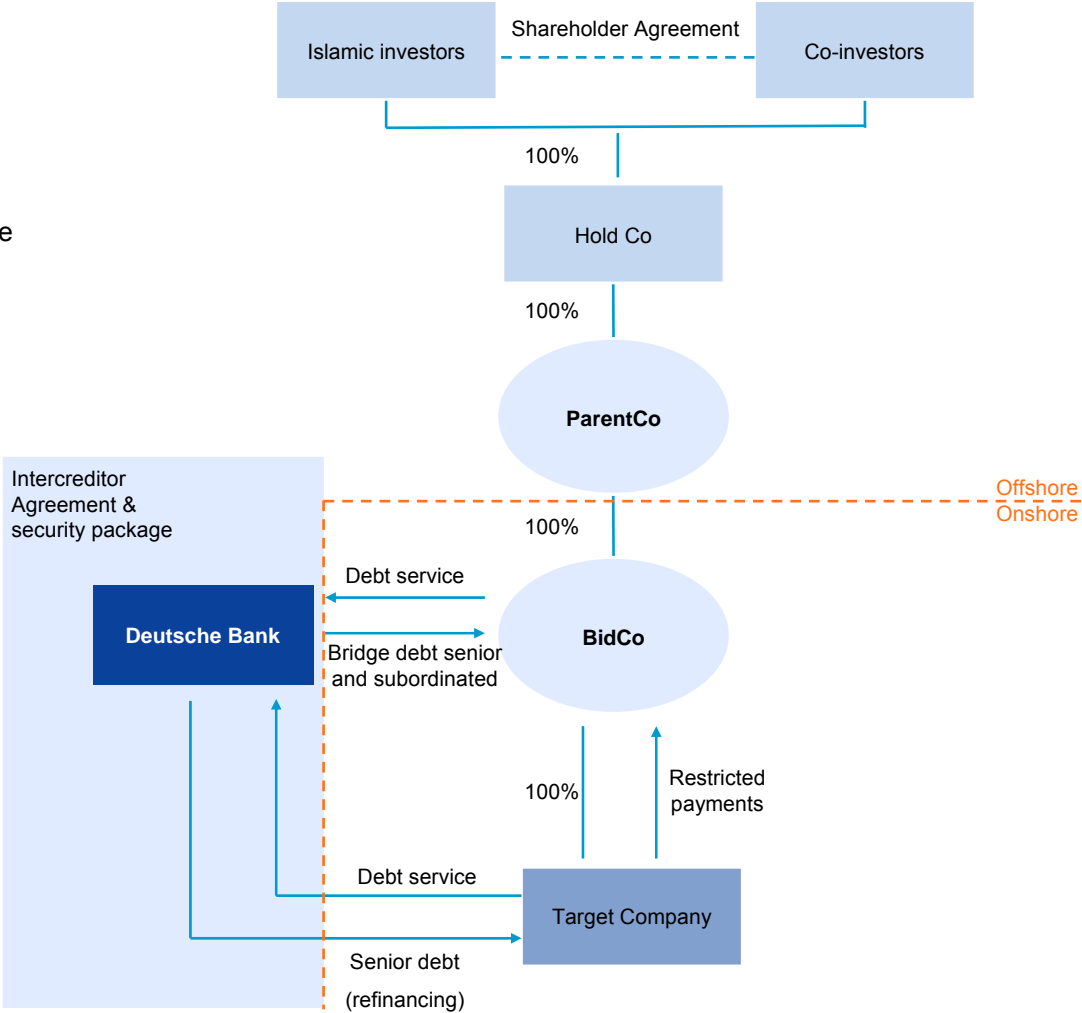 Shareholder Agreement
Islamic investors
Co-investors
100%
e
Hold Co
100%
ParentCo
Intercreditor
Agreement &
security package
Offshore
Onshore
100%
Debt service
Deutsche Bank
BidCo
Bridge debt senior
and subordinated
Restricted
payments
100%
Debt service
Target Company
Senior debt
(refinancing)